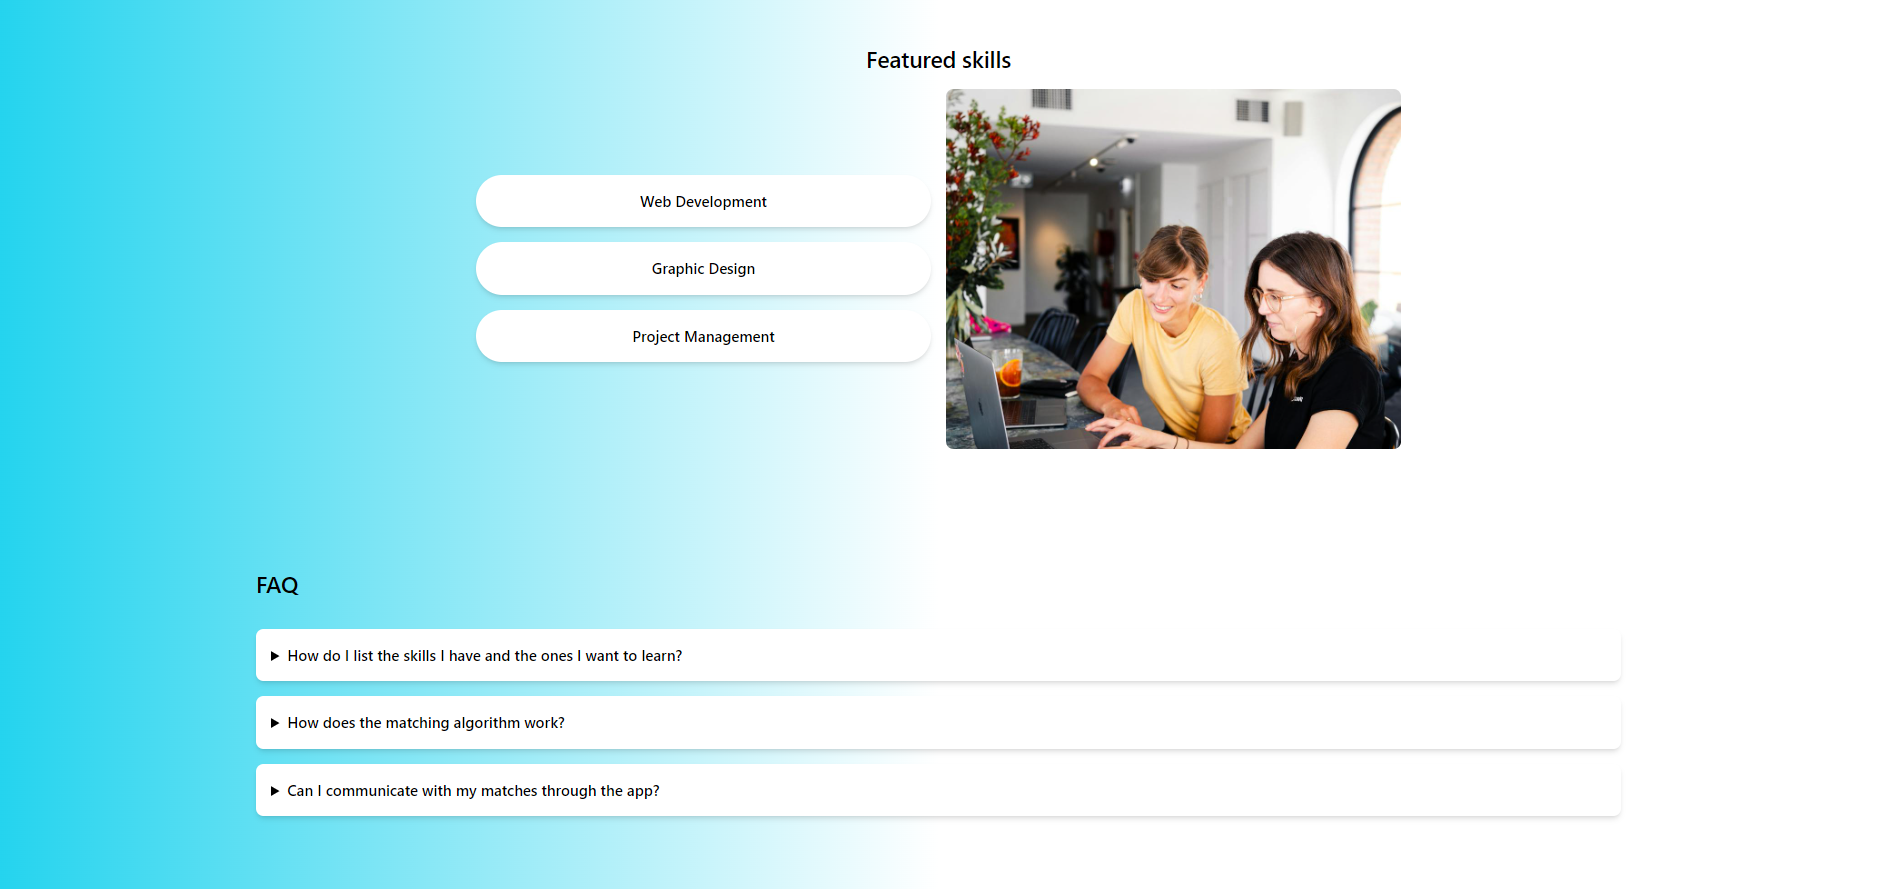 Featured skills
Web Development
Graphic Design
Project Management
FAQ
How do I list the skills I have and the ones I want to learn?
How does the matching algorithm work?
Can I communicate with my matches through the app?